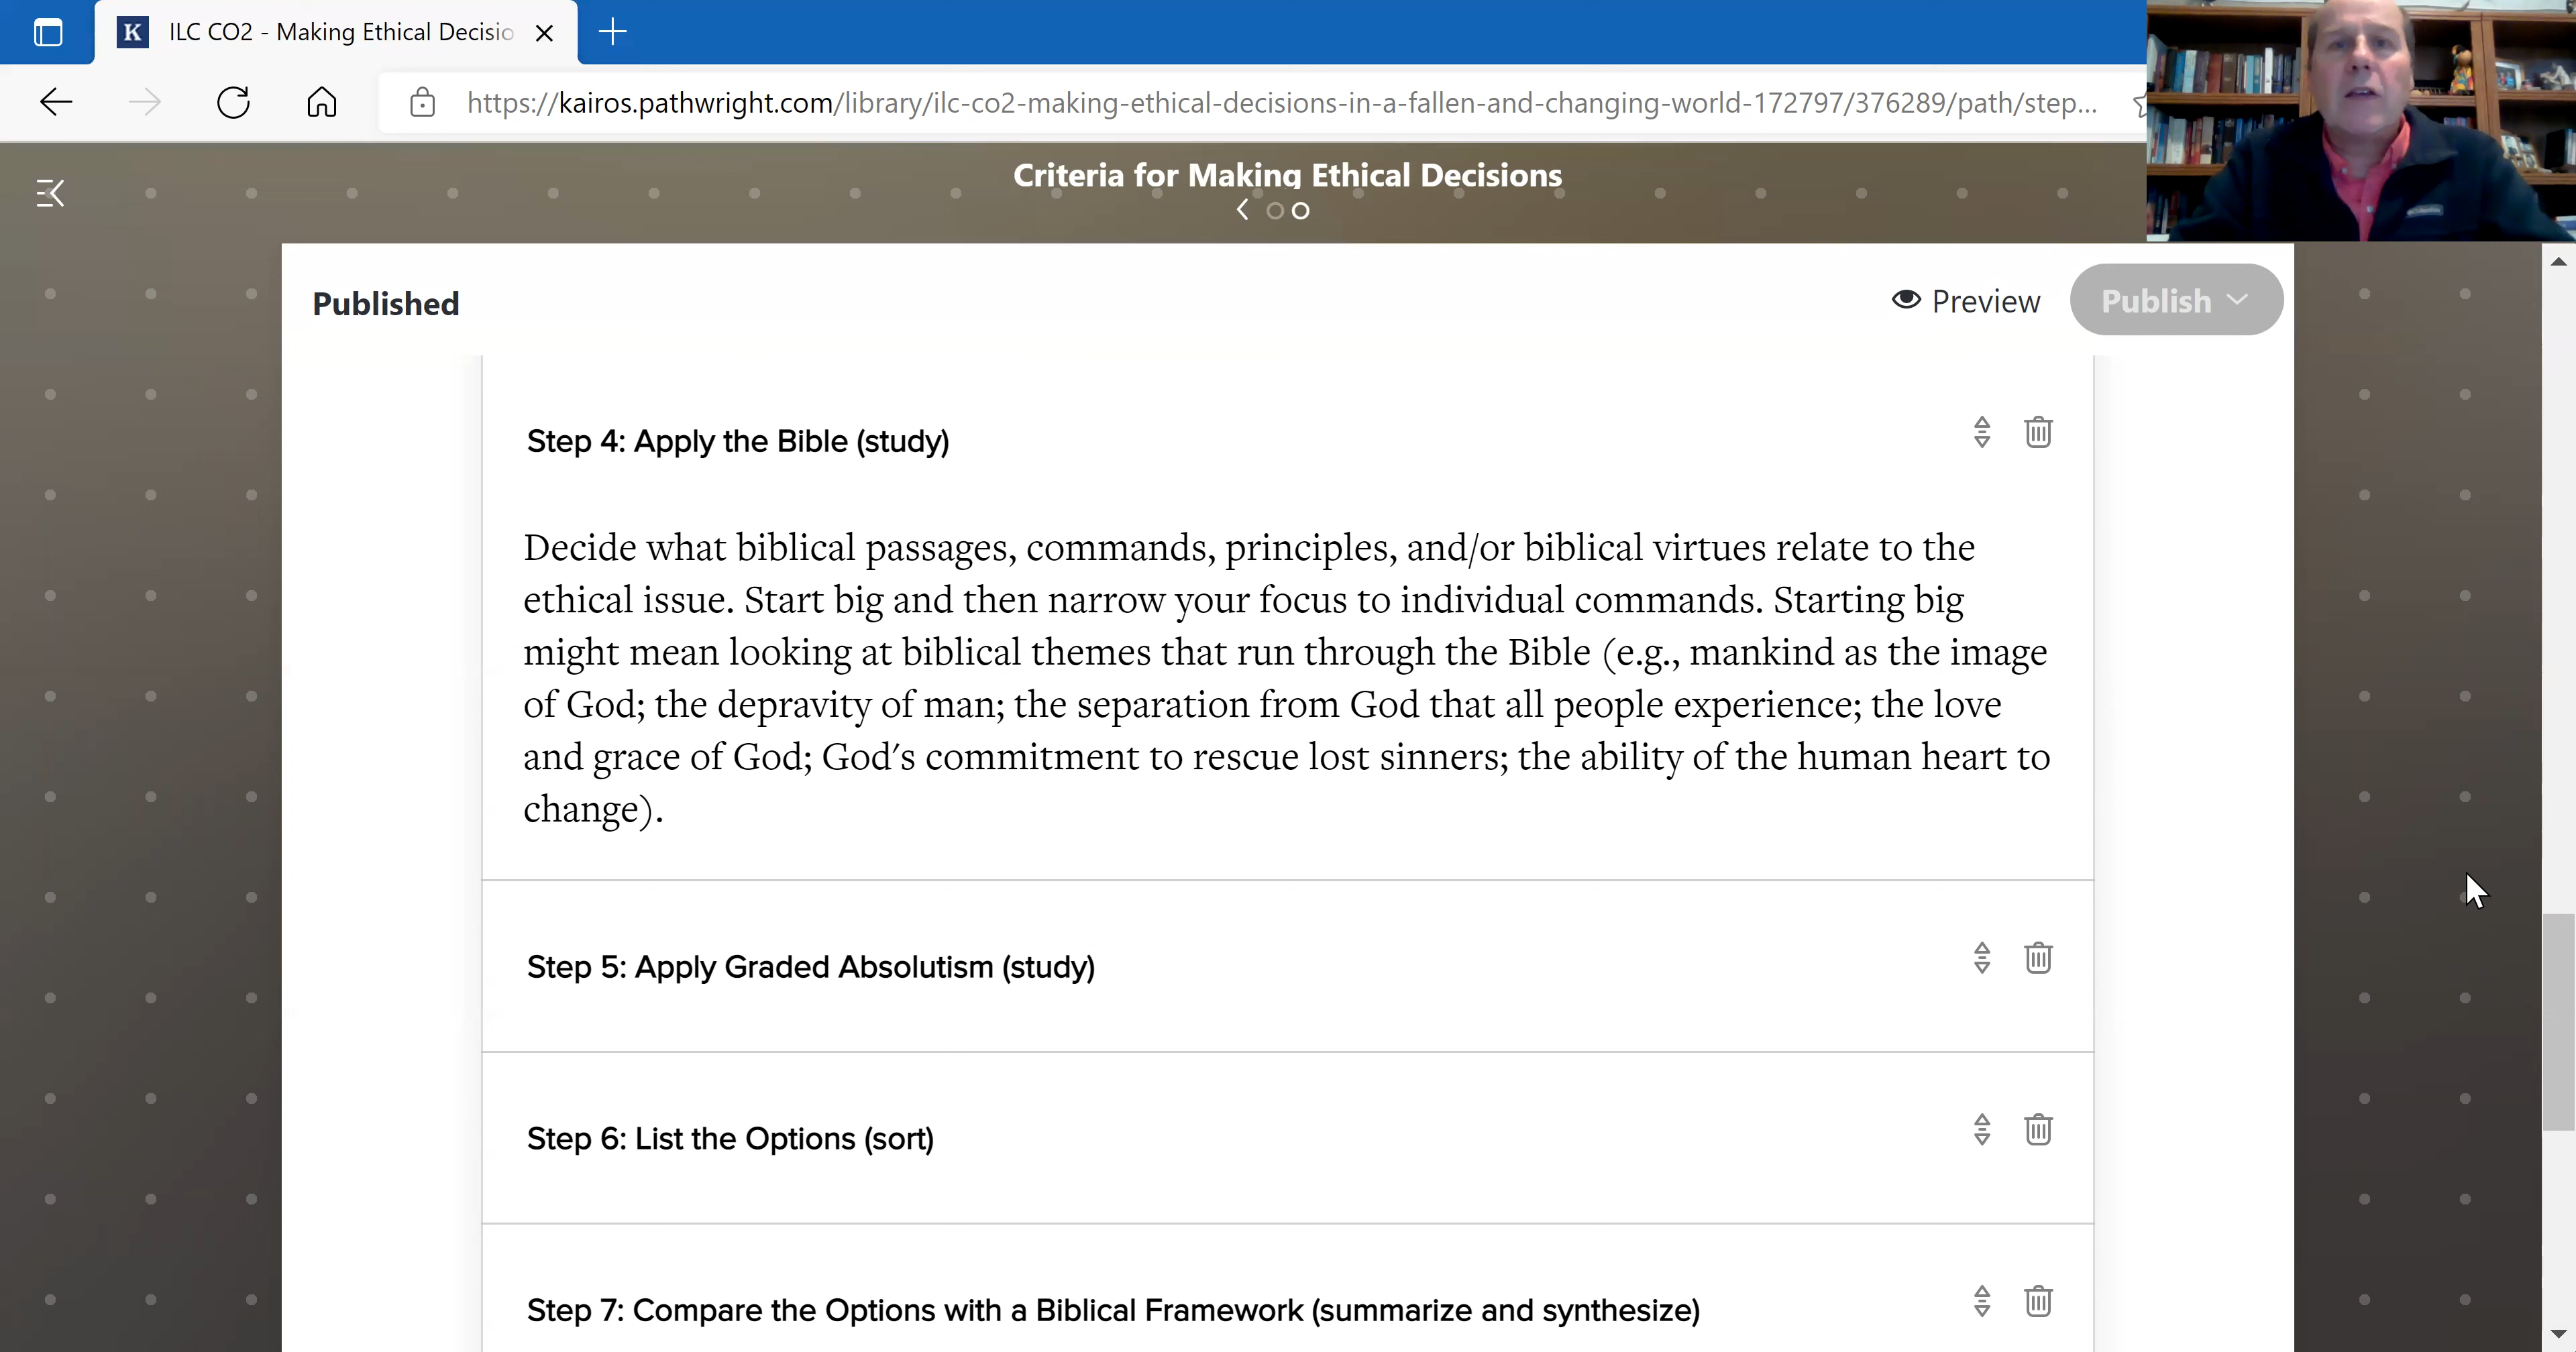 K ILC CO2 - Making Ethical Decisio
https://kairos.pathwright.com/library/ilc-co2-making-ethical-decisions-in-a-fallen-and-changing-world-172797/376289/path/step...
Criteria for Making Ethical Decisions
Published
Preview
Publish
Step 4: Apply the Bible (study)
Decide what biblical passages, commands, principles, and/or biblical virtues relate to the
ethical issue. Start big and then narrow your focus to individual commands. Starting big
might mean looking at biblical themes that run through the Bible (e.g., mankind as the image
of God; the depravity of man; the separation from God that all people experience; the love
and grace of God; God's commitment to rescue lost sinners; the ability of the human heart to
change).
Step 5: Apply Graded Absolutism (study)
Step 6: List the Options (sort)
Step 7: Compare the Options with a Biblical Framework (summarize and synthesize)